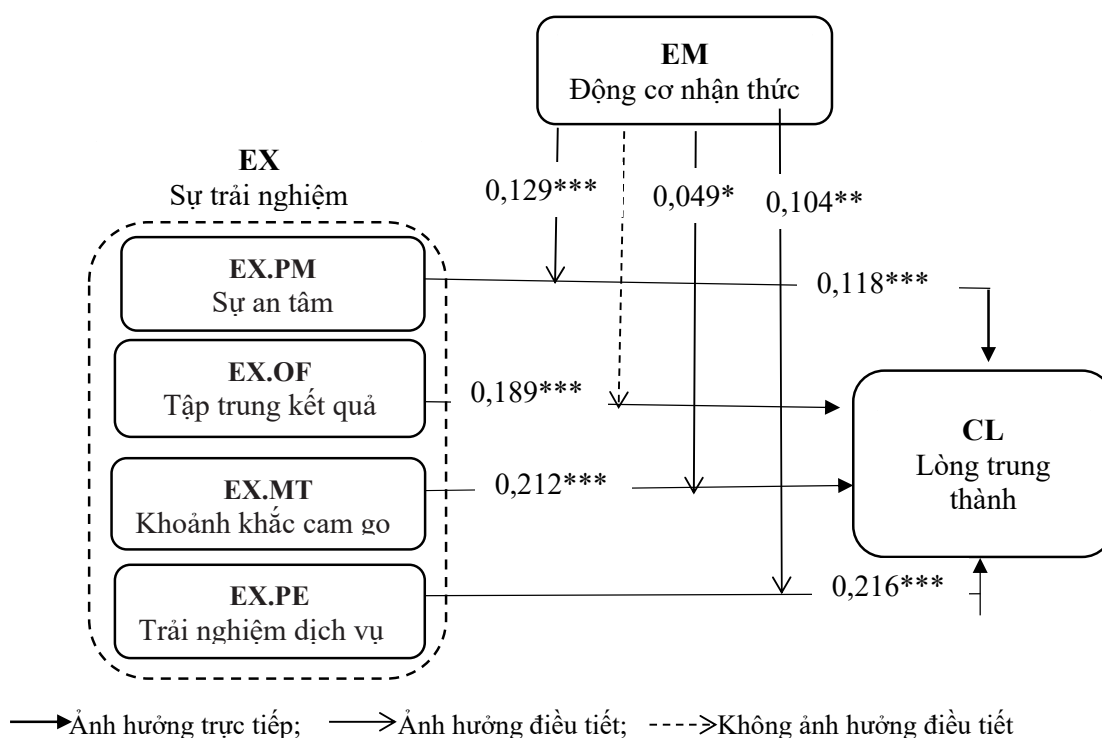 EM
Động cơ nhận thức
EX
Sự trải nghiệm
0,129***
0,049*
0,104**
EX.PM
Sự an tâm
0,118***
EX.OF
Tập trung kết quả
0,189***
CL
Lòng trung
thành
EX.MT
Khoảnh khắc cam go
0,212***
EX.PE
Trải nghiệm dịch vụ
0,216***
Ảnh hưởng trực tiếp; Ảnh hưởng điều tiết; Không ảnh hưởng điều tiết